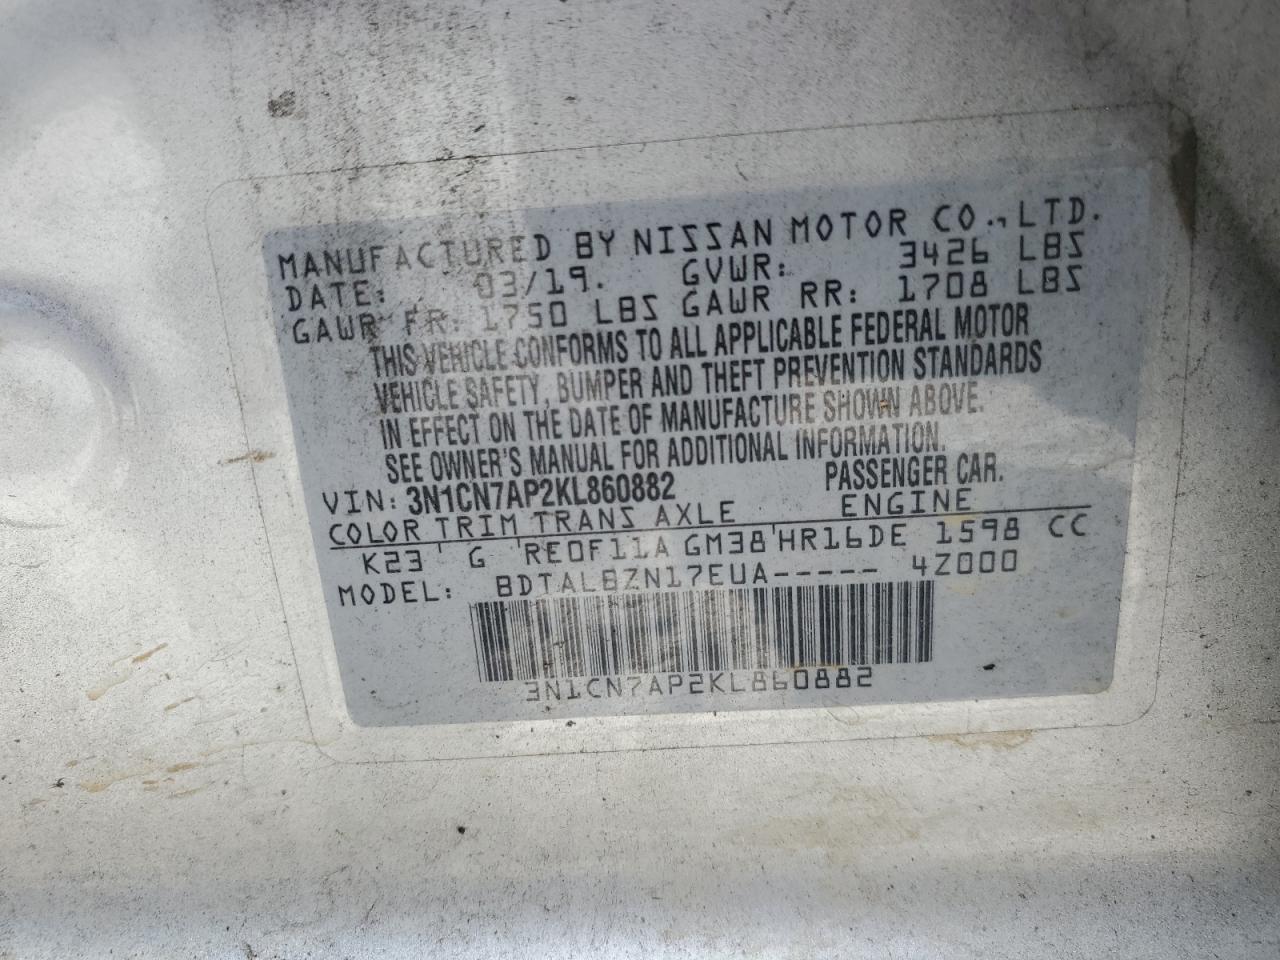 MANUFACTURED BY NISSAN MOTOR CO., LTD.
DATE: 03/19. GVWR: 3426 LBS
GAWR FR: 1750 LBS GAWR RR: 1708 LBS
THIS VEHICLE CONFORMS TO ALL APPLICABLE FEDERAL MOTOR
VEHICLE SAFETY, BUMPER AND THEFT PREVENTION STANDARDS
IN EFFECT ON THE DATE OF MANUFACTURE SHOWN ABOVE.
SEE OWNER'S MANUAL FOR ADDITIONAL INFORMATION.
VIN: 3N1CN7AP2KL860882 PASSENGER CAR.
COLOR TRIM TRANS AXLE ENGINE
K23 ' G ' RE0F11A GM38 ' HR16DE 1598 CC
MODEL: BDTALBZN17EUA----- 4Z000
3N1CN7AP2KL860882